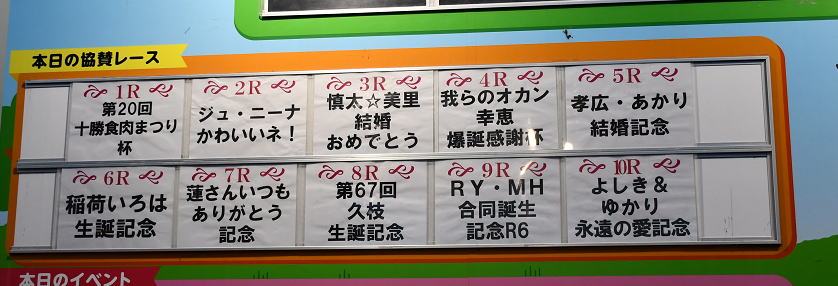 本日の協賛レース
1R
第20回
十勝食肉まつり
杯
2R
ジュ・ニーナ
かわいいネ!
3R
慎太☆美里
結婚
おめでとう
4R
我らのオカン
幸恵
爆誕感謝杯
5R
孝広・あかり
結婚記念
6R
稲荷いろは
生誕記念
7R
蓮さんいつも
ありがとう
記念
8R
第67回
久枝
生誕記念
9R
RY・MH
合同誕生
記念R6
10R
よしき&
ゆかり
永遠の愛記念
本日のイベント